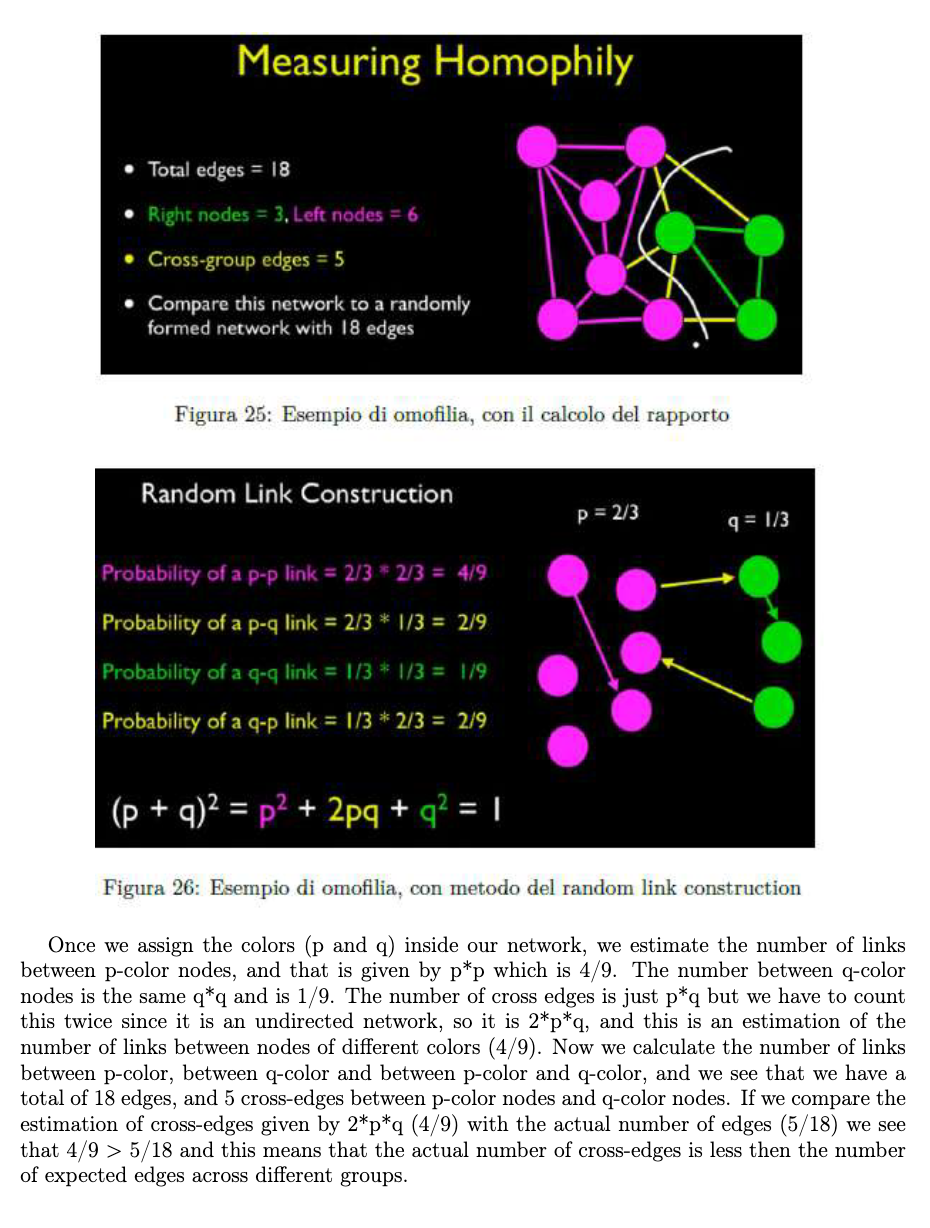 Measuring Homophily
• Total edges = 18
• Right nodes = 3, Left nodes = 6
• Cross-group edges = 5
• Compare this network to a randomly
formed network with 18 edges
Figura 25: Esempio di omofilia, con il calcolo del rapporto
Random Link Construction
p = 2/3
q = 1/3
Probability of a p-p link = 2/3 * 2/3 = 4/9
Probability of a p-q link = 2/3 * 1/3 = 2/9
Probability of a q-q link = 1/3 * 1/3 = 1/9
Probability of a q-p link = 1/3 * 2/3 = 2/9
(p + q)² = p² + 2pq + q² = 1
Figura 26: Esempio di omofilia, con metodo del random link construction
Once we assign the colors (p and q) inside our network, we estimate the number of links
between p-color nodes, and that is given by p*p which is 4/9. The number between q-color
nodes is the same q*q and is 1/9. The number of cross edges is just p*q but we have to count
this twice since it is an undirected network, so it is 2*p*q, and this is an estimation of the
number of links between nodes of different colors (4/9). Now we calculate the number of links
between p-color, between q-color and between p-color and q-color, and we see that we have a
total of 18 edges, and 5 cross-edges between p-color nodes and q-color nodes. If we compare the
estimation of cross-edges given by 2*p*q (4/9) with the actual number of edges (5/18) we see
that 4/9 > 5/18 and this means that the actual number of cross-edges is less then the number
of expected edges across different groups.